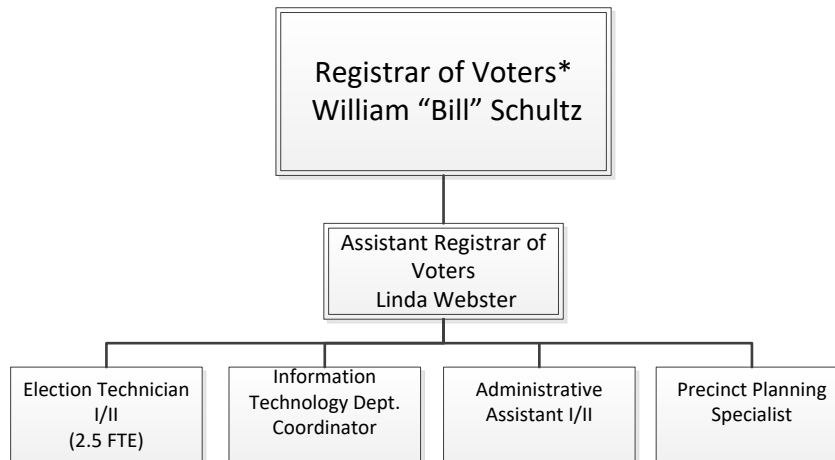 Registrar of Voters*
William “Bill” Schultz
Assistant Registrar of
Voters
Linda Webster
Election Technician
I/II
(2.5 FTE)
Information
Technology Dept.
Coordinator
Administrative
Assistant I/II
Precinct Planning
Specialist